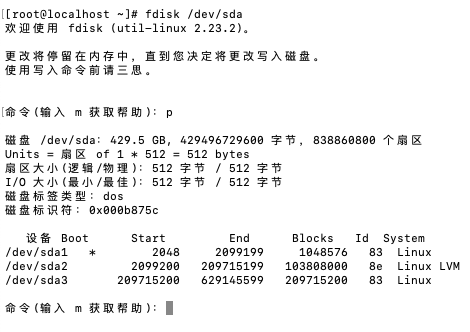 [[root@localhost ~]# fdisk /dev/sda
欢迎使用 fdisk (util-linux 2.23.2)。
更改将停留在内存中，直到您决定将更改写入磁盘。
使用写入命令前请三思。
[命令(输入 m 获取帮助)：p
磁盘 /dev/sda：429.5 GB, 429496729600 字节，838860800 个扇区
Units = 扇区 of 1 * 512 = 512 bytes
扇区大小(逻辑/物理)：512 字节 / 512 字节
I/O 大小(最小/最佳)：512 字节 / 512 字节
磁盘标签类型：dos
磁盘标识符：0x000b875c
设备 Boot Start End Blocks Id System
/dev/sda1 * 2048 2099199 1048576 83 Linux
/dev/sda2 2099200 209715199 103808000 8e Linux LVM
/dev/sda3 209715200 629145599 209715200 83 Linux
命令(输入 m 获取帮助)：